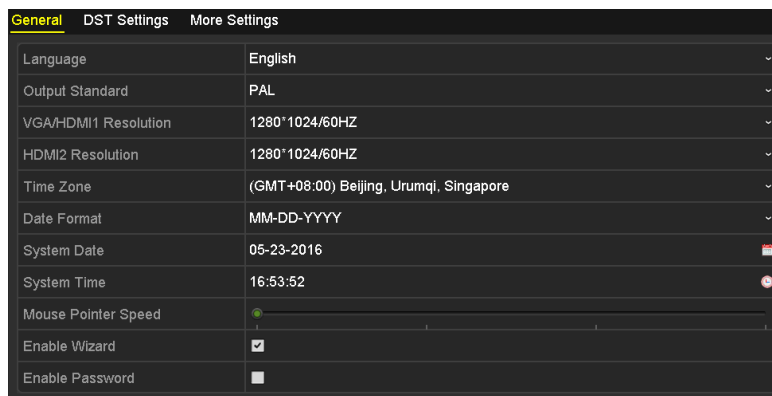 General DST Settings More Settings
Language English
Output Standard PAL
VGA/HDMI1 Resolution 1280*1024/60HZ
HDMI2 Resolution 1280*1024/60HZ
Time Zone (GMT+08:00) Beijing, Urumqi, Singapore
Date Format MM-DD-YYYY
System Date 05-23-2016
System Time 16:53:52
Mouse Pointer Speed
Enable Wizard
Enable Password